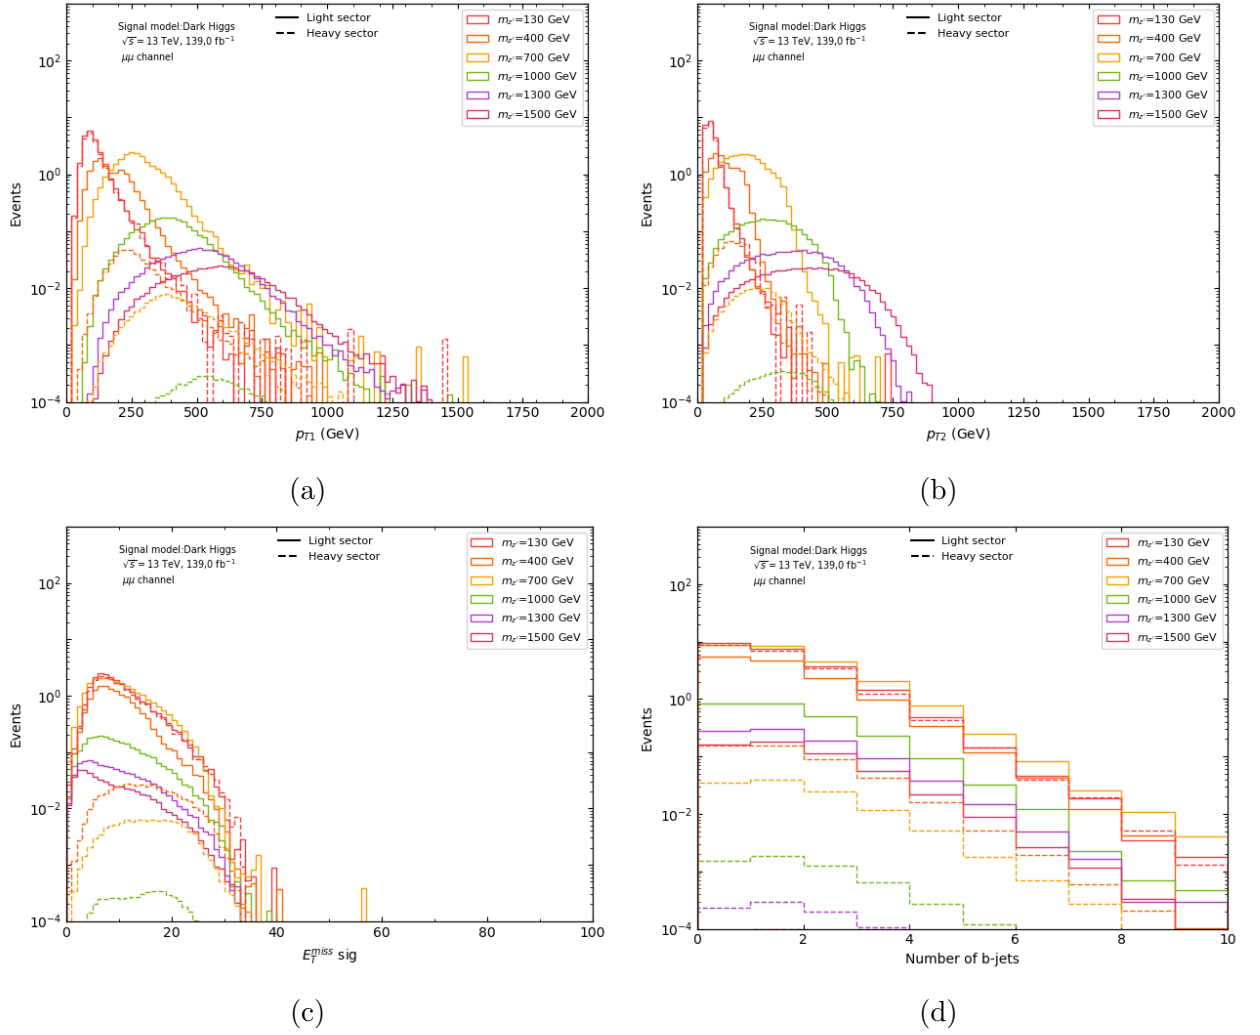 Signal model:Dark Higgs
√s = 13 TeV, 139,0 fb⁻¹
μμ channel
Light sector
Heavy sector
m_z'=130 GeV
m_z'=400 GeV
m_z'=700 GeV
m_z'=1000 GeV
m_z'=1300 GeV
m_z'=1500 GeV
Events
10²
10⁰
10⁻²
10⁻⁴
0 250 500 750 1000 1250 1500 1750 2000
p_T1 (GeV)
(a)
Signal model:Dark Higgs
√s = 13 TeV, 139,0 fb⁻¹
μμ channel
Light sector
Heavy sector
m_z'=130 GeV
m_z'=400 GeV
m_z'=700 GeV
m_z'=1000 GeV
m_z'=1300 GeV
m_z'=1500 GeV
Events
10²
10⁰
10⁻²
10⁻⁴
0 250 500 750 1000 1250 1500 1750 2000
p_T2 (GeV)
(b)
Signal model:Dark Higgs
√s = 13 TeV, 139,0 fb⁻¹
μμ channel
Light sector
Heavy sector
m_z'=130 GeV
m_z'=400 GeV
m_z'=700 GeV
m_z'=1000 GeV
m_z'=1300 GeV
m_z'=1500 GeV
Events
10²
10⁰
10⁻²
10⁻⁴
0 20 40 60 80 100
E_T^miss sig
(c)
Signal model:Dark Higgs
√s = 13 TeV, 139,0 fb⁻¹
μμ channel
Light sector
Heavy sector
m_z'=130 GeV
m_z'=400 GeV
m_z'=700 GeV
m_z'=1000 GeV
m_z'=1300 GeV
m_z'=1500 GeV
Events
10²
10⁰
10⁻²
10⁻⁴
0 2 4 6 8 10
Number of b-jets
(d)